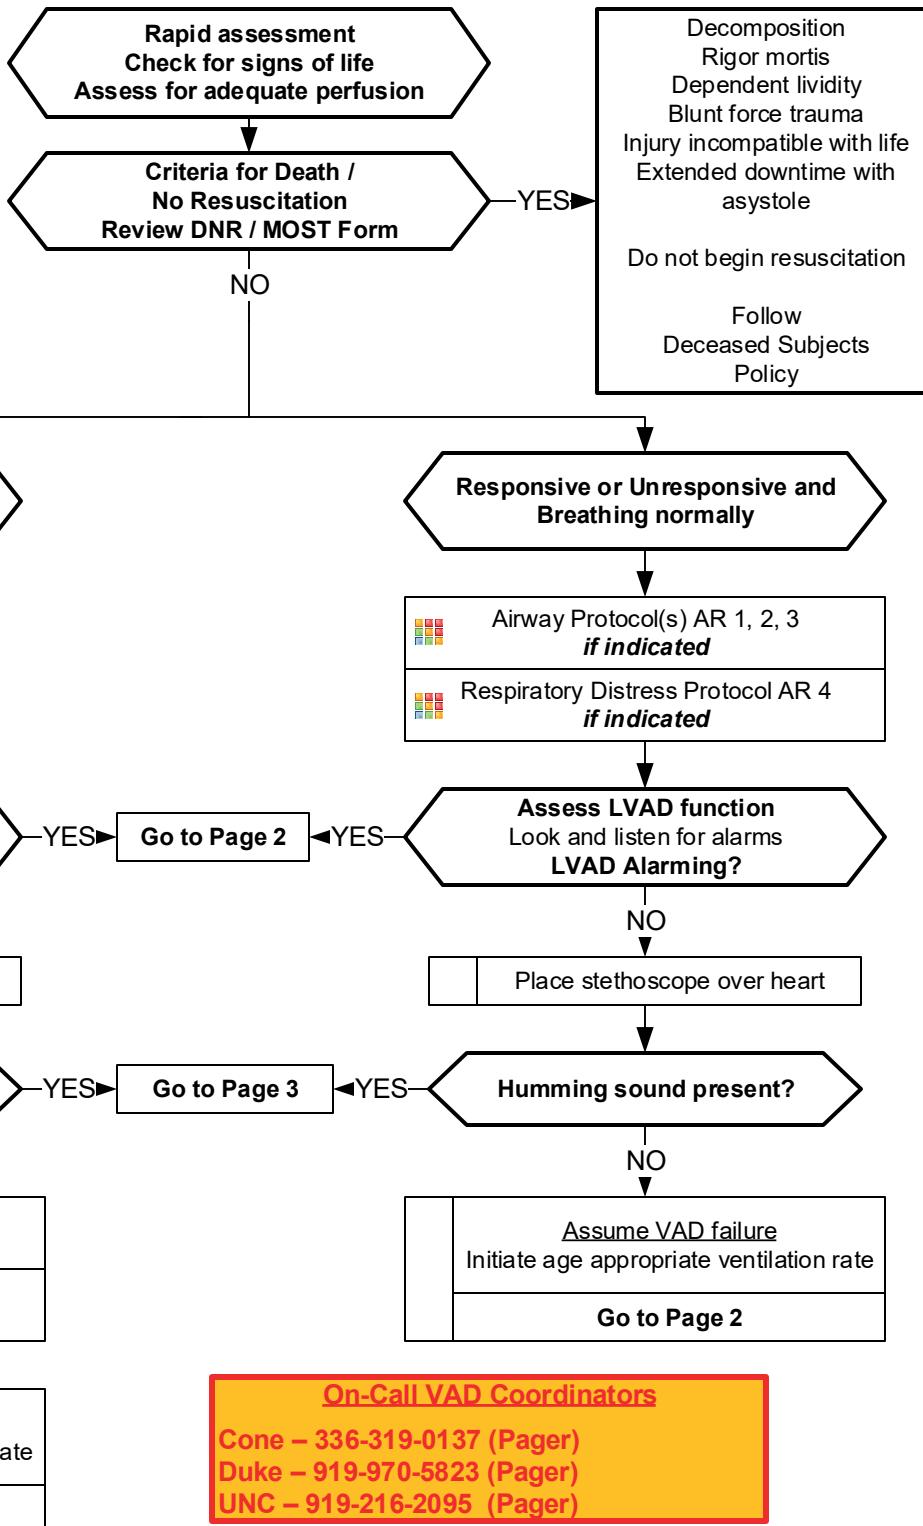 Rapid assessment
Check for signs of life
Assess for adequate perfusion
Decomposition
Rigor mortis
Dependent lividity
Blunt force trauma
Injury incompatible with life
Extended downtime with
asystole
Do not begin resuscitation
Follow
Deceased Subjects
Policy
Criteria for Death /
No Resuscitation
Review DNR / MOST Form
YES
NO
Responsive or Unresponsive and
Breathing normally
Airway Protocol(s) AR 1, 2, 3
if indicated
Respiratory Distress Protocol AR 4
if indicated
YES
Go to Page 2
YES
Assess LVAD function
Look and listen for alarms
LVAD Alarming?
NO
Place stethoscope over heart
YES
Go to Page 3
YES
Humming sound present?
NO
Assume VAD failure
Initiate age appropriate ventilation rate
Go to Page 2
ate
On-Call VAD Coordinators
Cone – 336-319-0137 (Pager)
Duke – 919-970-5823 (Pager)
UNC – 919-216-2095 (Pager)